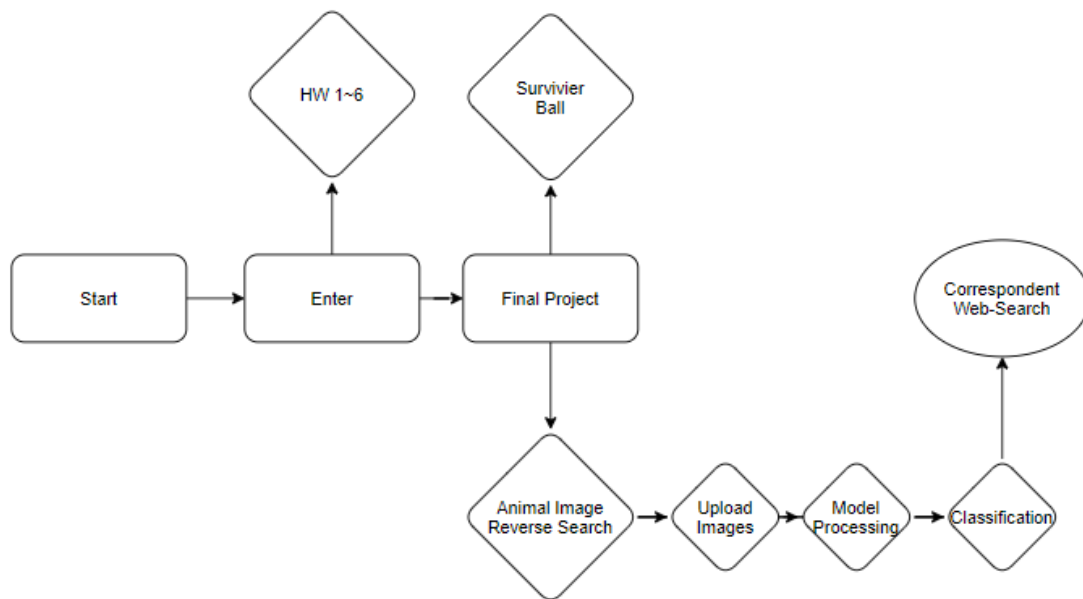 HW 1~6
Survivier
Ball
Start
Enter
Final Project
Correspondent
Web-Search
Animal Image
Reverse Search
Upload
Images
Model
Processing
Classification